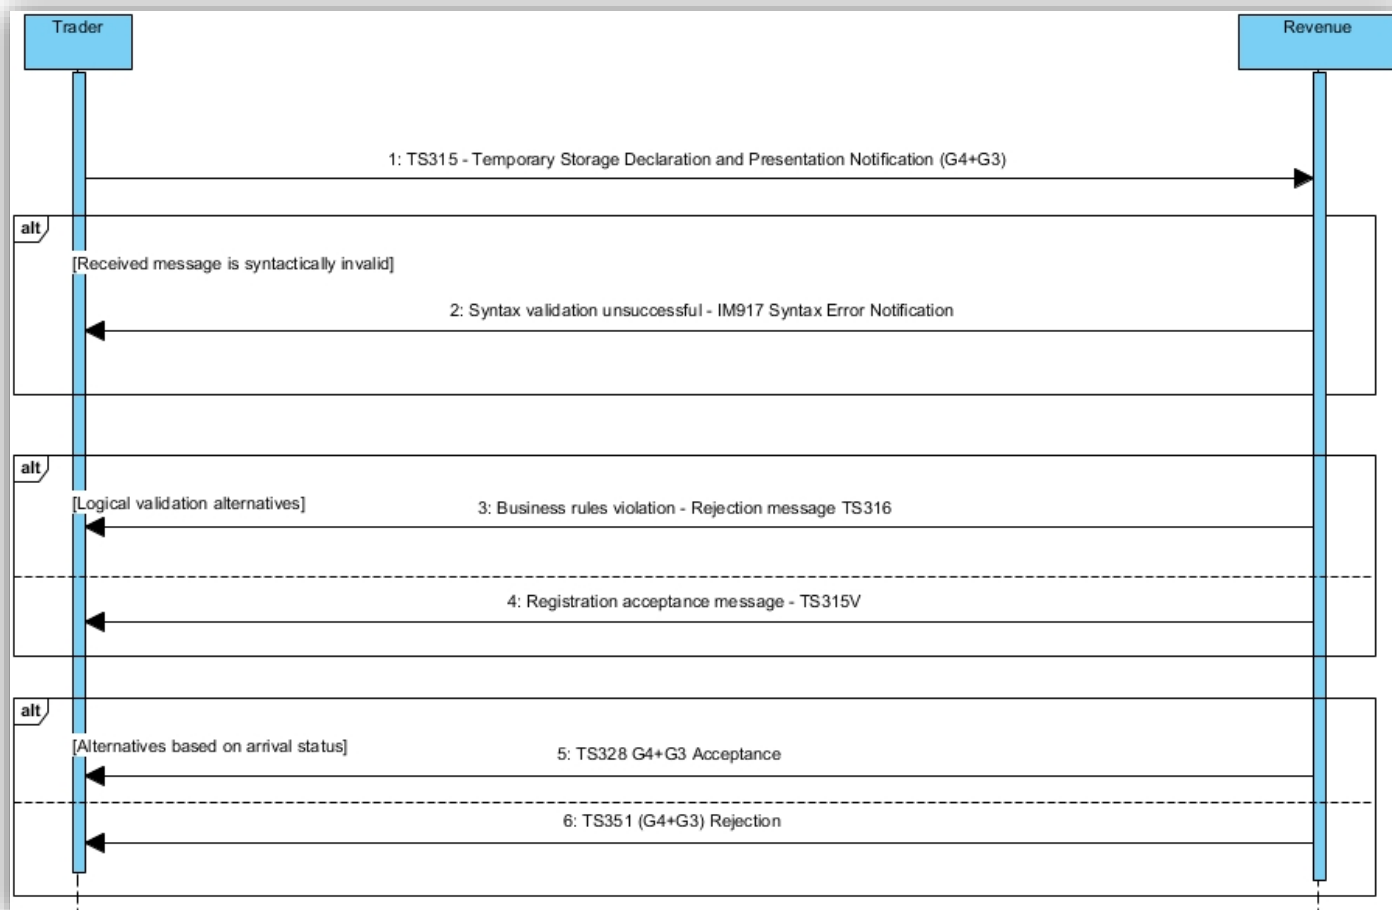 Trader
Revenue
1: TS315 - Temporary Storage Declaration and Presentation Notification (G4+G3)
alt
[Received message is syntactically invalid]
2: Syntax validation unsuccessful - IM917 Syntax Error Notification
alt
[Logical validation alternatives]
3: Business rules violation - Rejection message TS316
4: Registration acceptance message - TS315V
alt
[Alternatives based on arrival status]
5: TS328 G4+G3 Acceptance
6: TS351 (G4+G3) Rejection